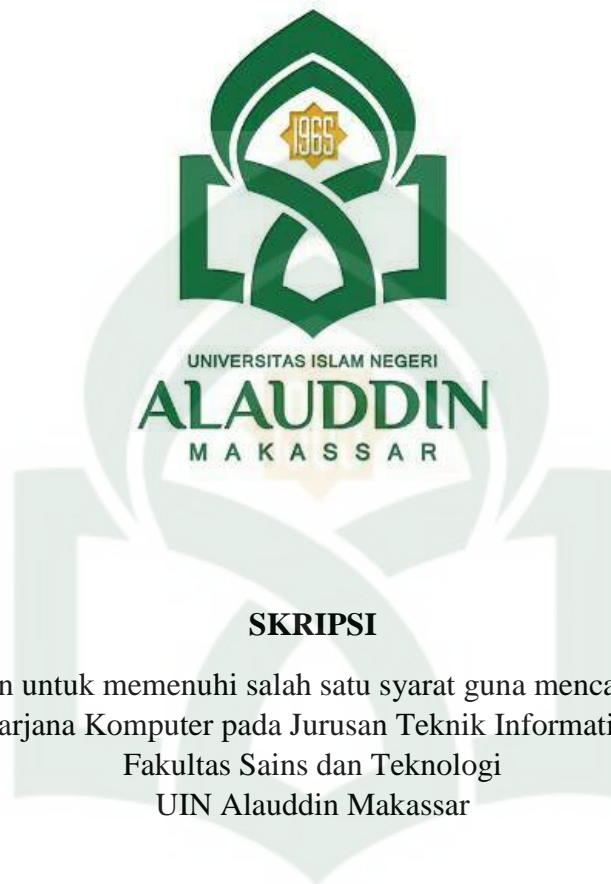 1965
UNIVERSITAS ISLAM NEGERI
ALAUDDIN
MAKASSAR
SKRIPSI
untuk memenuhi salah satu syarat guna
Komputer pada Jurusan Teknik
Fakultas Sains dan Teknologi
UIN Alauddin Makassar